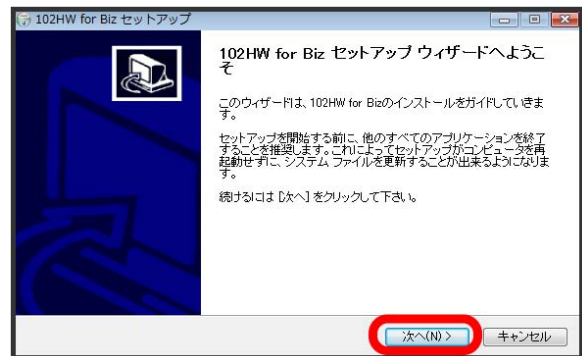 102HW for Biz セットアップ
102HW for Biz セットアップ ウィザードへようこ
そ
このウィザードは、102HW for Bizのインストールをガイドしていきま
す。
セットアップを開始する前に、他のすべてのアプリケーションを終了
することを推奨します。これによってセットアップがコンピュータを再
起動せずに、システム ファイルを更新することが出来るようになりま
す。
続けるには [次へ] をクリックして下さい。
次へ(N) >
キャンセル